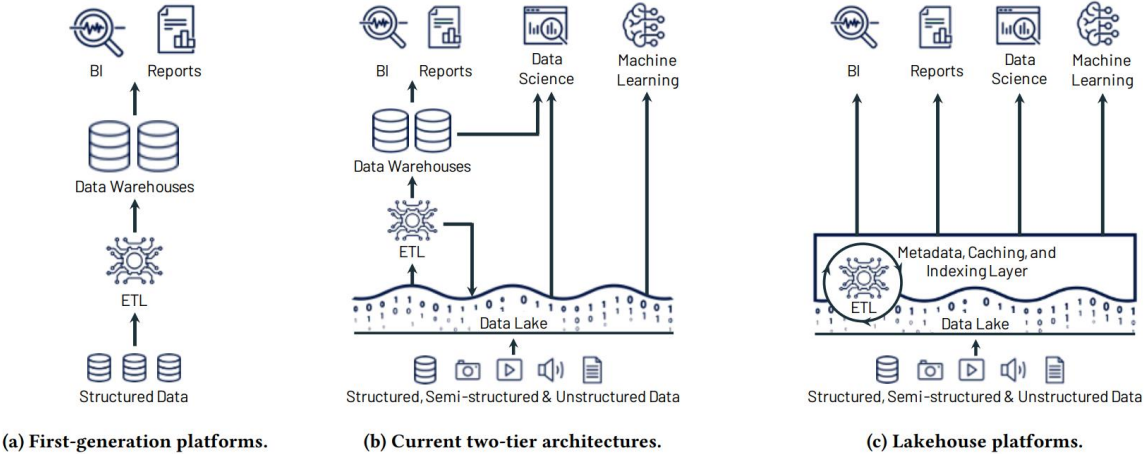 BI
Reports
Data Warehouses
ETL
Structured Data
(a) First-generation platforms.
BI
Reports
Data
Science
Machine
Learning
Data Warehouses
ETL
Data Lake
Structured, Semi-structured & Unstructured Data
(b) Current two-tier architectures.
BI
Reports
Data
Science
Machine
Learning
Metadata, Caching, and
Indexing Layer
ETL
Data Lake
Structured, Semi-structured & Unstructured Data
(c) Lakehouse platforms.